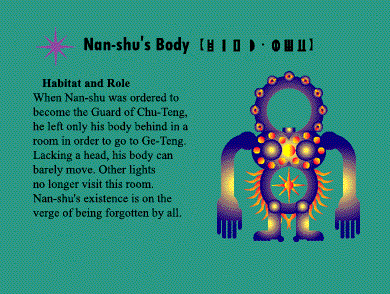 Nan-shu's Body
Habitat and Role
When Nan-shu was ordered to
become the Guard of Chu-Teng,
he left only his body behind in a
room in order to go to Ge-Teng.
Lacking a head, his body can
barely move. Other lights
no longer visit this room.
Nan-shu's existence is on the
verge of being forgotten by all.